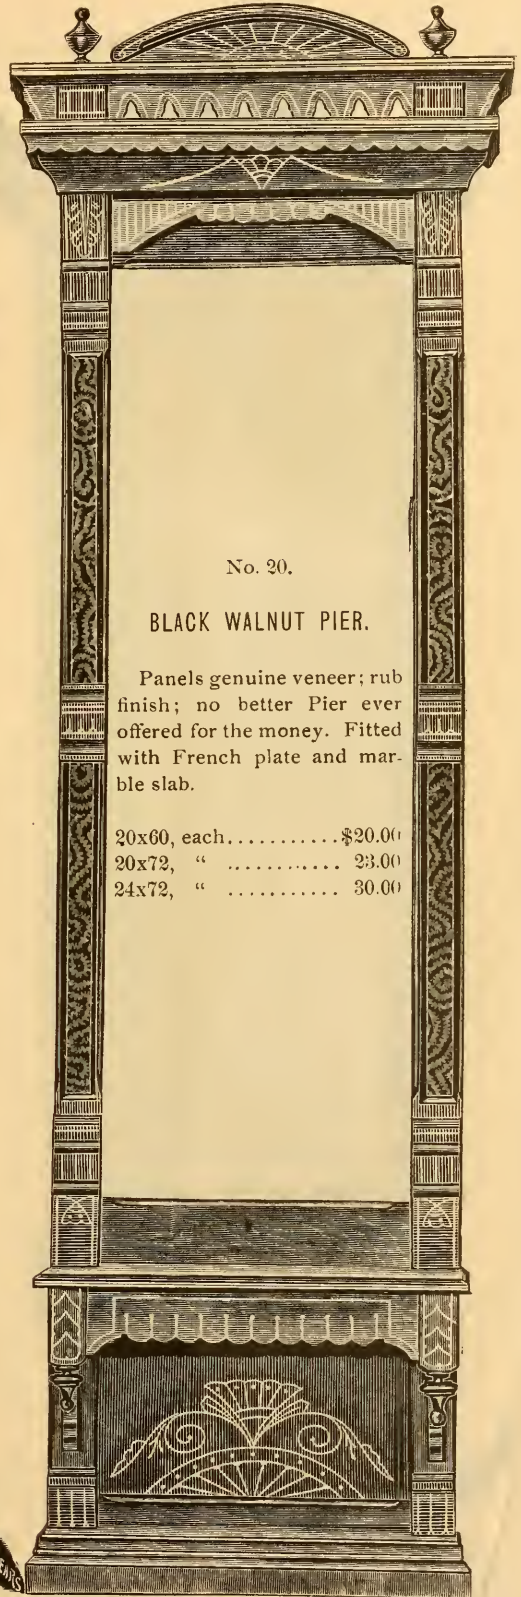 No. 20.
BLACK WALNUT PIER.
Panels genuine veneer; rub
finish; no better Pier ever
offered for the money. Fitted
with French plate and mar-
ble slab.
20x60, each...........$20.00
20x72, “ ............ 23.00
24x72, “ ........... 30.00